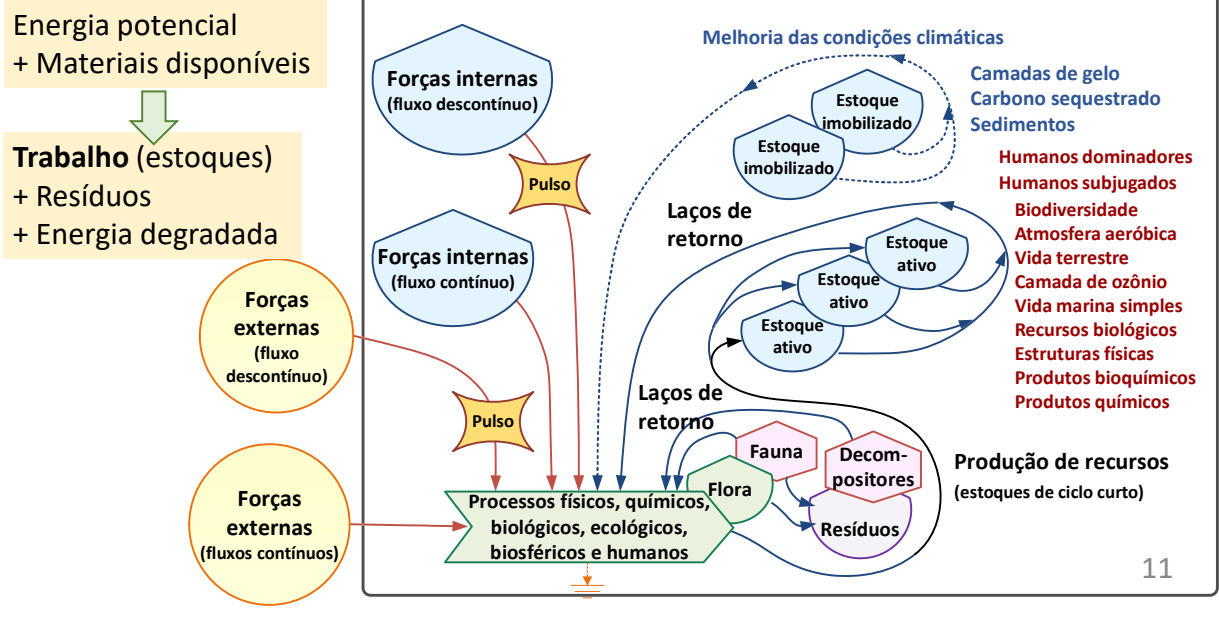 Energia potencial
+ Materiais disponíveis
Trabalho (estoques)
+ Resíduos
+ Energia degradada
Forças
externas
(fluxo
descontínuo)
Forças
externas
(fluxos contínuos)
Forças internas
(fluxo descontínuo)
Pulso
Forças internas
(fluxo contínuo)
Pulso
Melhoria das condições climáticas
Estoque
imobilizado
Estoque
imobilizado
Camadas de gelo
Carbono sequestrado
Sedimentos
Laços de
retorno
Estoque
ativo
Estoque
ativo
Estoque
ativo
Humanos dominadores
Humanos subjugados
Biodiversidade
Atmosfera aeróbica
Vida terrestre
Camada de ozônio
Vida marina simples
Recursos biológicos
Estruturas físicas
Produtos bioquímicos
Produtos químicos
Laços de
retorno
Fauna
Decom-
positores
Flora
Resíduos
Produção de recursos
(estoques de ciclo curto)
Processos físicos, químicos,
biológicos, ecológicos,
biosféricos e humanos
11